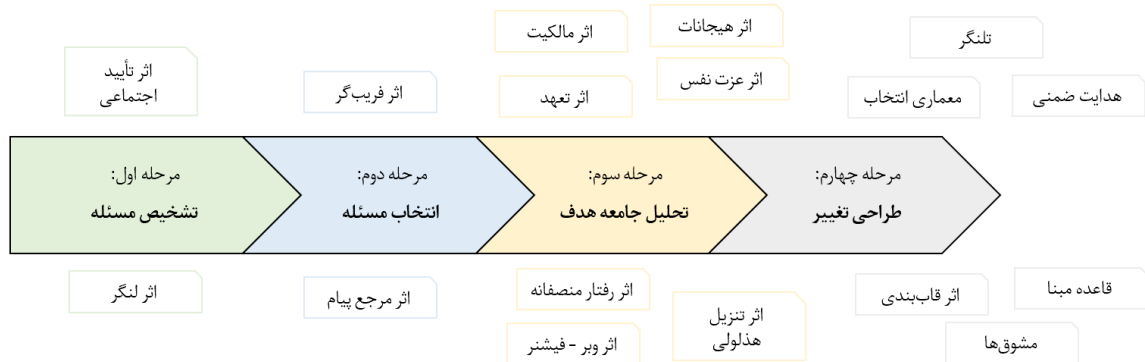 اثر تأیید
اجتماعی
اثر فریب‌گر
اثر مالکیت
اثر هیجانات
اثر تعهد
اثر عزت نفس
تلنگر
معماری انتخاب
هدایت ضمنی
مرحله اول:
تشخیص مسئله
مرحله دوم:
انتخاب مسئله
مرحله سوم:
تحلیل جامعه هدف
مرحله چهارم:
طراحی تغییر
اثر لنگر
اثر مرجع پیام
اثر رفتار منصفانه
اثر وبر - فیشنر
اثر تنزیل
هذلولی
اثر قاب‌بندی
قاعده مبنا
مشوق‌ها